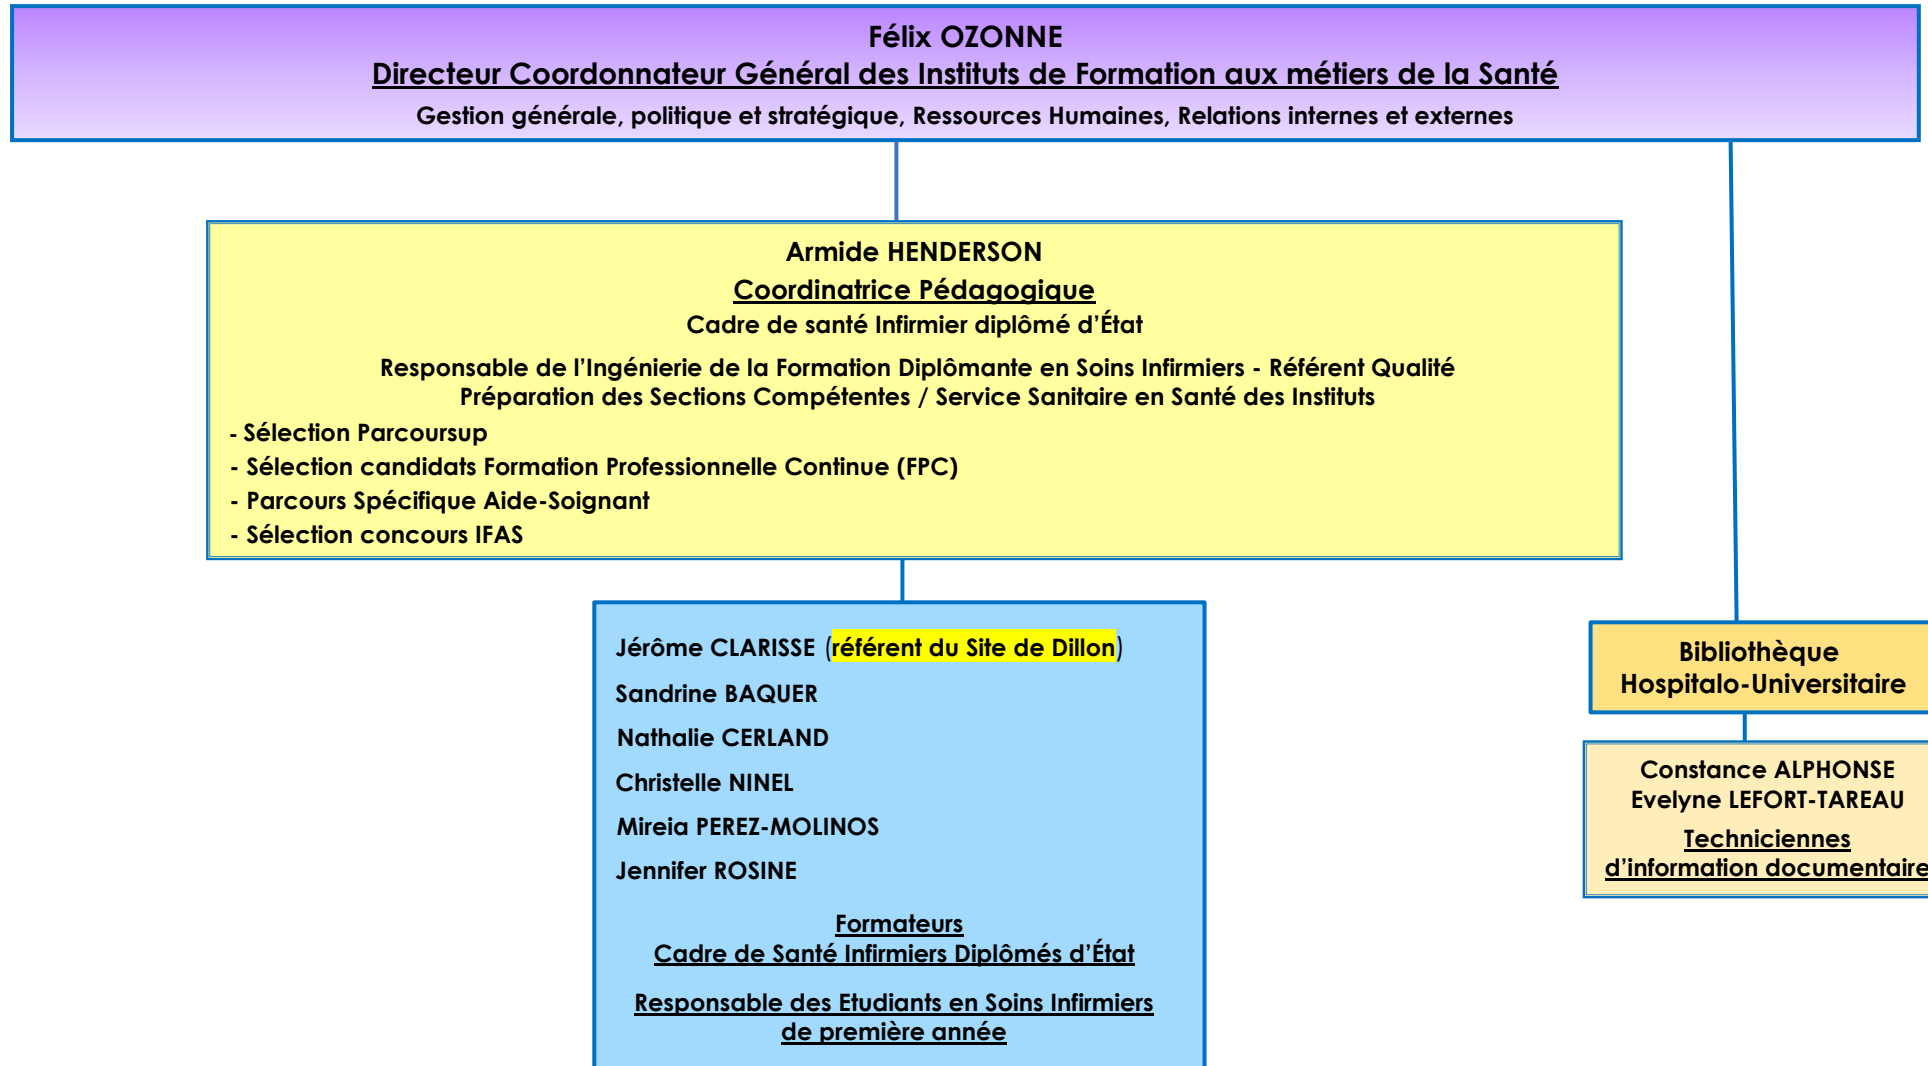 Félix OZONNE
Directeur Coordonnateur Général des Instituts de Formation aux métiers de la Santé
Gestion générale, politique et stratégique, Ressources Humaines, Relations internes et externes
Armide HENDERSON
Coordinatrice Pédagogique
Cadre de santé Infirmier diplômé d’État
Responsable de l’Ingénierie de la Formation Diplômante en Soins Infirmiers - Référent Qualité
Préparation des Sections Compétentes / Service Sanitaire en Santé des Instituts
- Sélection Parcoursup
- Sélection candidats Formation Professionnelle Continue (FPC)
- Parcours Spécifique Aide-Soignant
- Sélection concours IFAS
Jérôme CLARISSE (référent du Site de Dillon)
Sandrine BAQUER
Nathalie CERLAND
Christelle NINEL
Mireia PEREZ-MOLINOS
Jennifer ROSINE
Formateurs
Cadre de Santé Infirmiers Diplômés d’État
Responsable des Etudiants en Soins Infirmiers
de première année
Bibliothèque
Hospitalo-Universitaire
Constance ALPHONSE
Evelyne LEFORT-TAREAU
Techniciennes
d’information documentaire